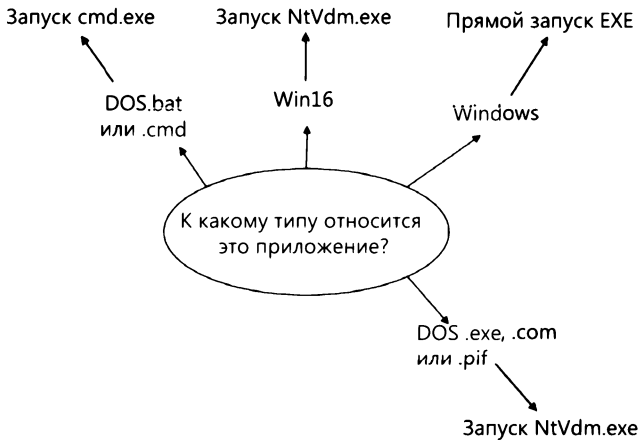 Запуск cmd.exe
Запуск NtVdm.exe
Прямой запуск EXE
DOS.bat
или .cmd
Win16
Windows
К какому типу относится
это приложение?
DOS .exe, .com
или .pif
Запуск NtVdm.exe